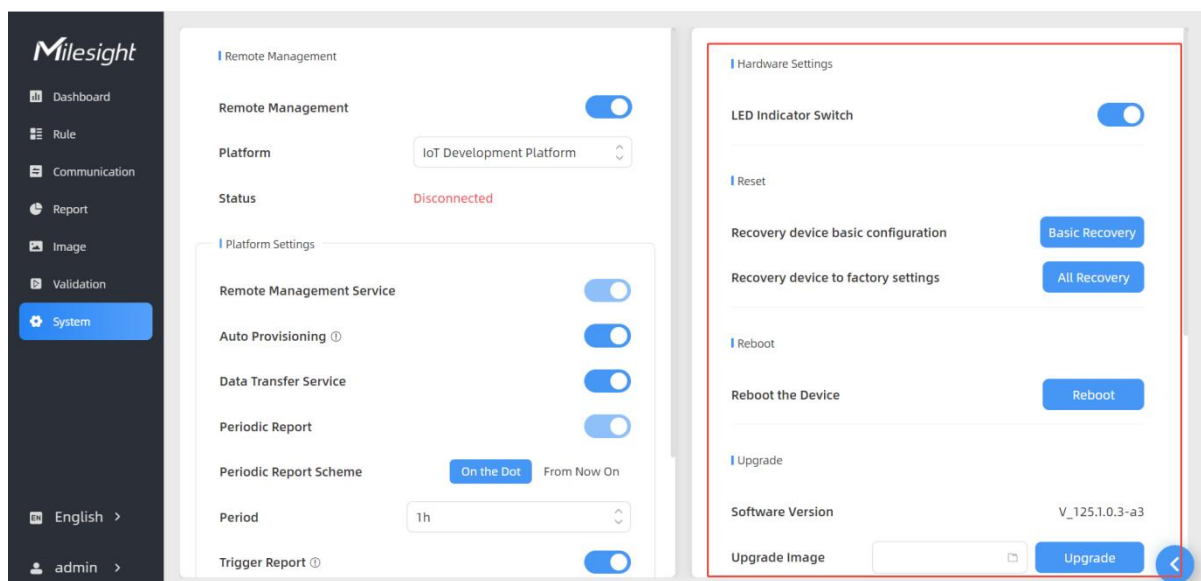 Milesight
Dashboard
Rule
Communication
Report
Image
Validation
System
EN English >
admin >
Remote Management
Remote Management
Platform IoT Development Platform
Status Disconnected
Platform Settings
Remote Management Service
Auto Provisioning
Data Transfer Service
Periodic Report
Periodic Report Scheme On the Dot From Now On
Period 1h
Trigger Report
Hardware Settings
LED Indicator Switch
Reset
Recovery device basic configuration Basic Recovery
Recovery device to factory settings All Recovery
Reboot
Reboot the Device Reboot
Upgrade
Software Version V_125.1.0.3-a3
Upgrade Image Upgrade